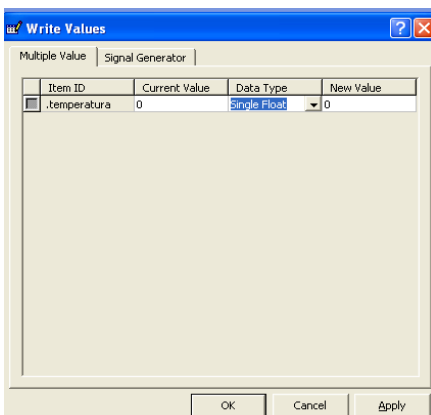 Write Values
Multiple Value Signal Generator
Item ID Current Value Data Type New Value
.temperatura 0 Single Float 0
OK Cancel Apply